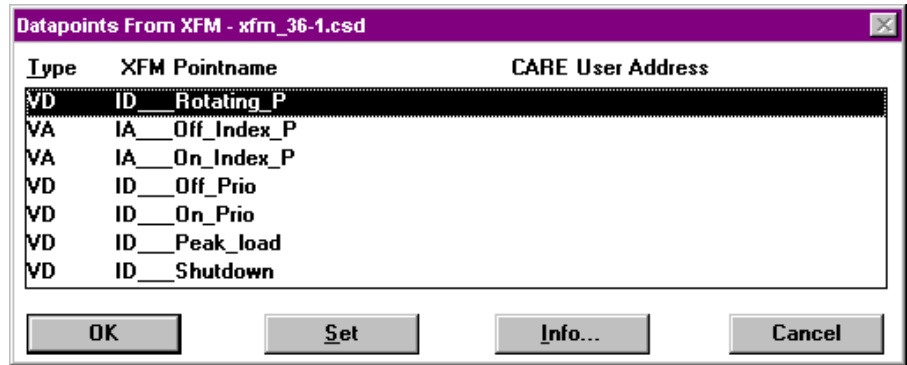 Datapoints From XFM - xfm_36-1.csd
Type XFM Pointname CARE User Address
VD ID___Rotating_P
VA IA___Off_Index_P
VA IA___On_Index_P
VD ID___Off_Prio
VD ID___On_Prio
VD ID___Peak_load
VD ID___Shutdown
OK Set Info... Cancel